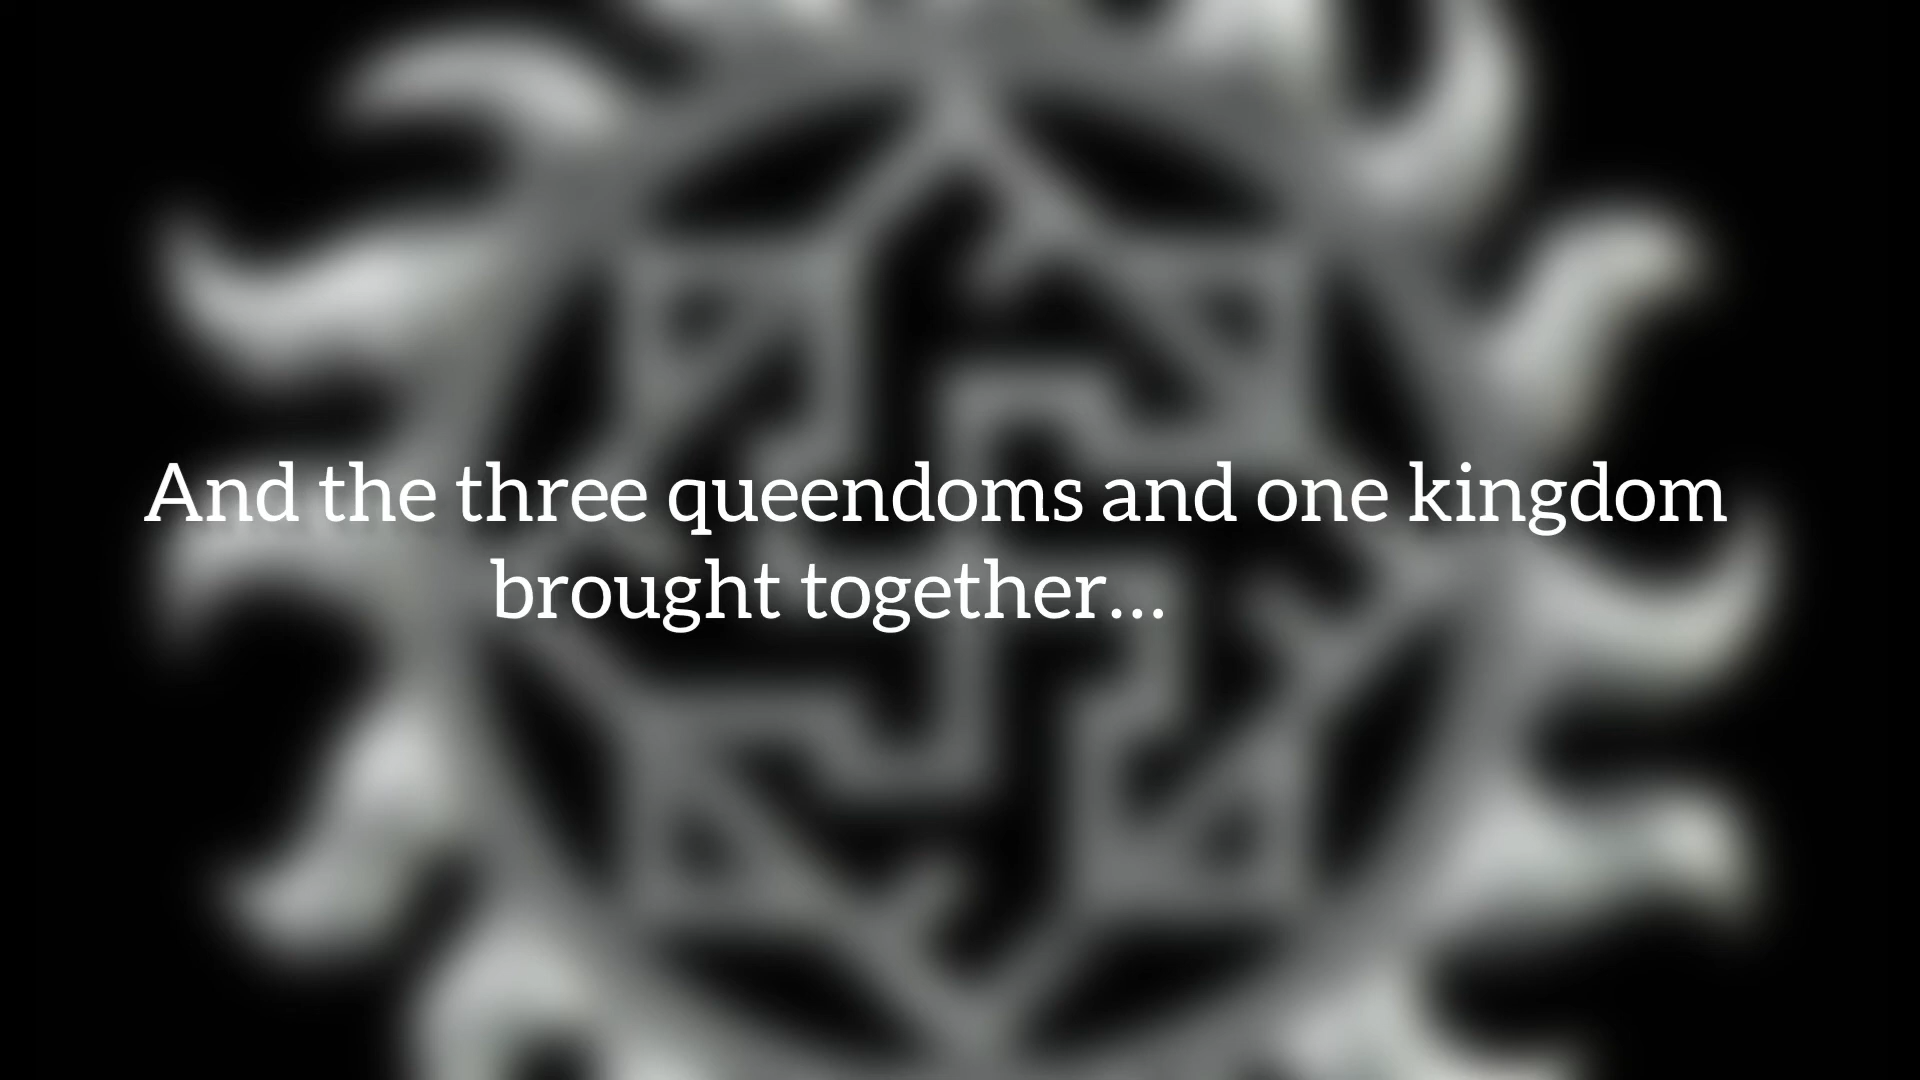 And the three queendoms and one kingdom
brought together...